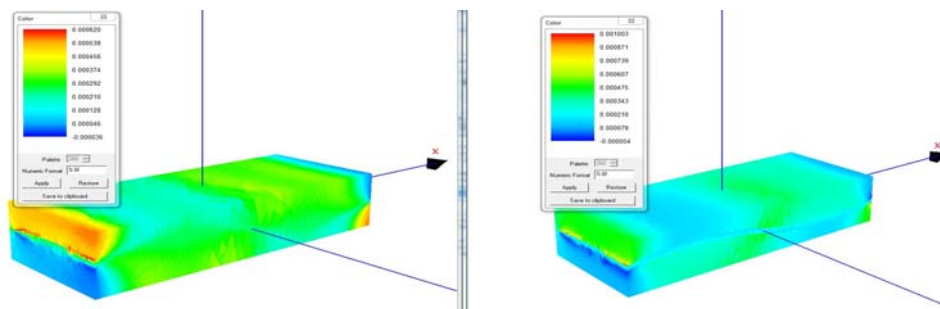 Color
0.000620
0.000538
0.000456
0.000374
0.000292
0.000210
0.000128
0.000046
-0.000036
Palette
Numeric Format
Apply Restore
Save to clipboard
X
Color
0.001003
0.000871
0.000739
0.000607
0.000475
0.000343
0.000210
0.000078
-0.000054
Palette
Numeric Format
Apply Restore
Save to clipboard
X